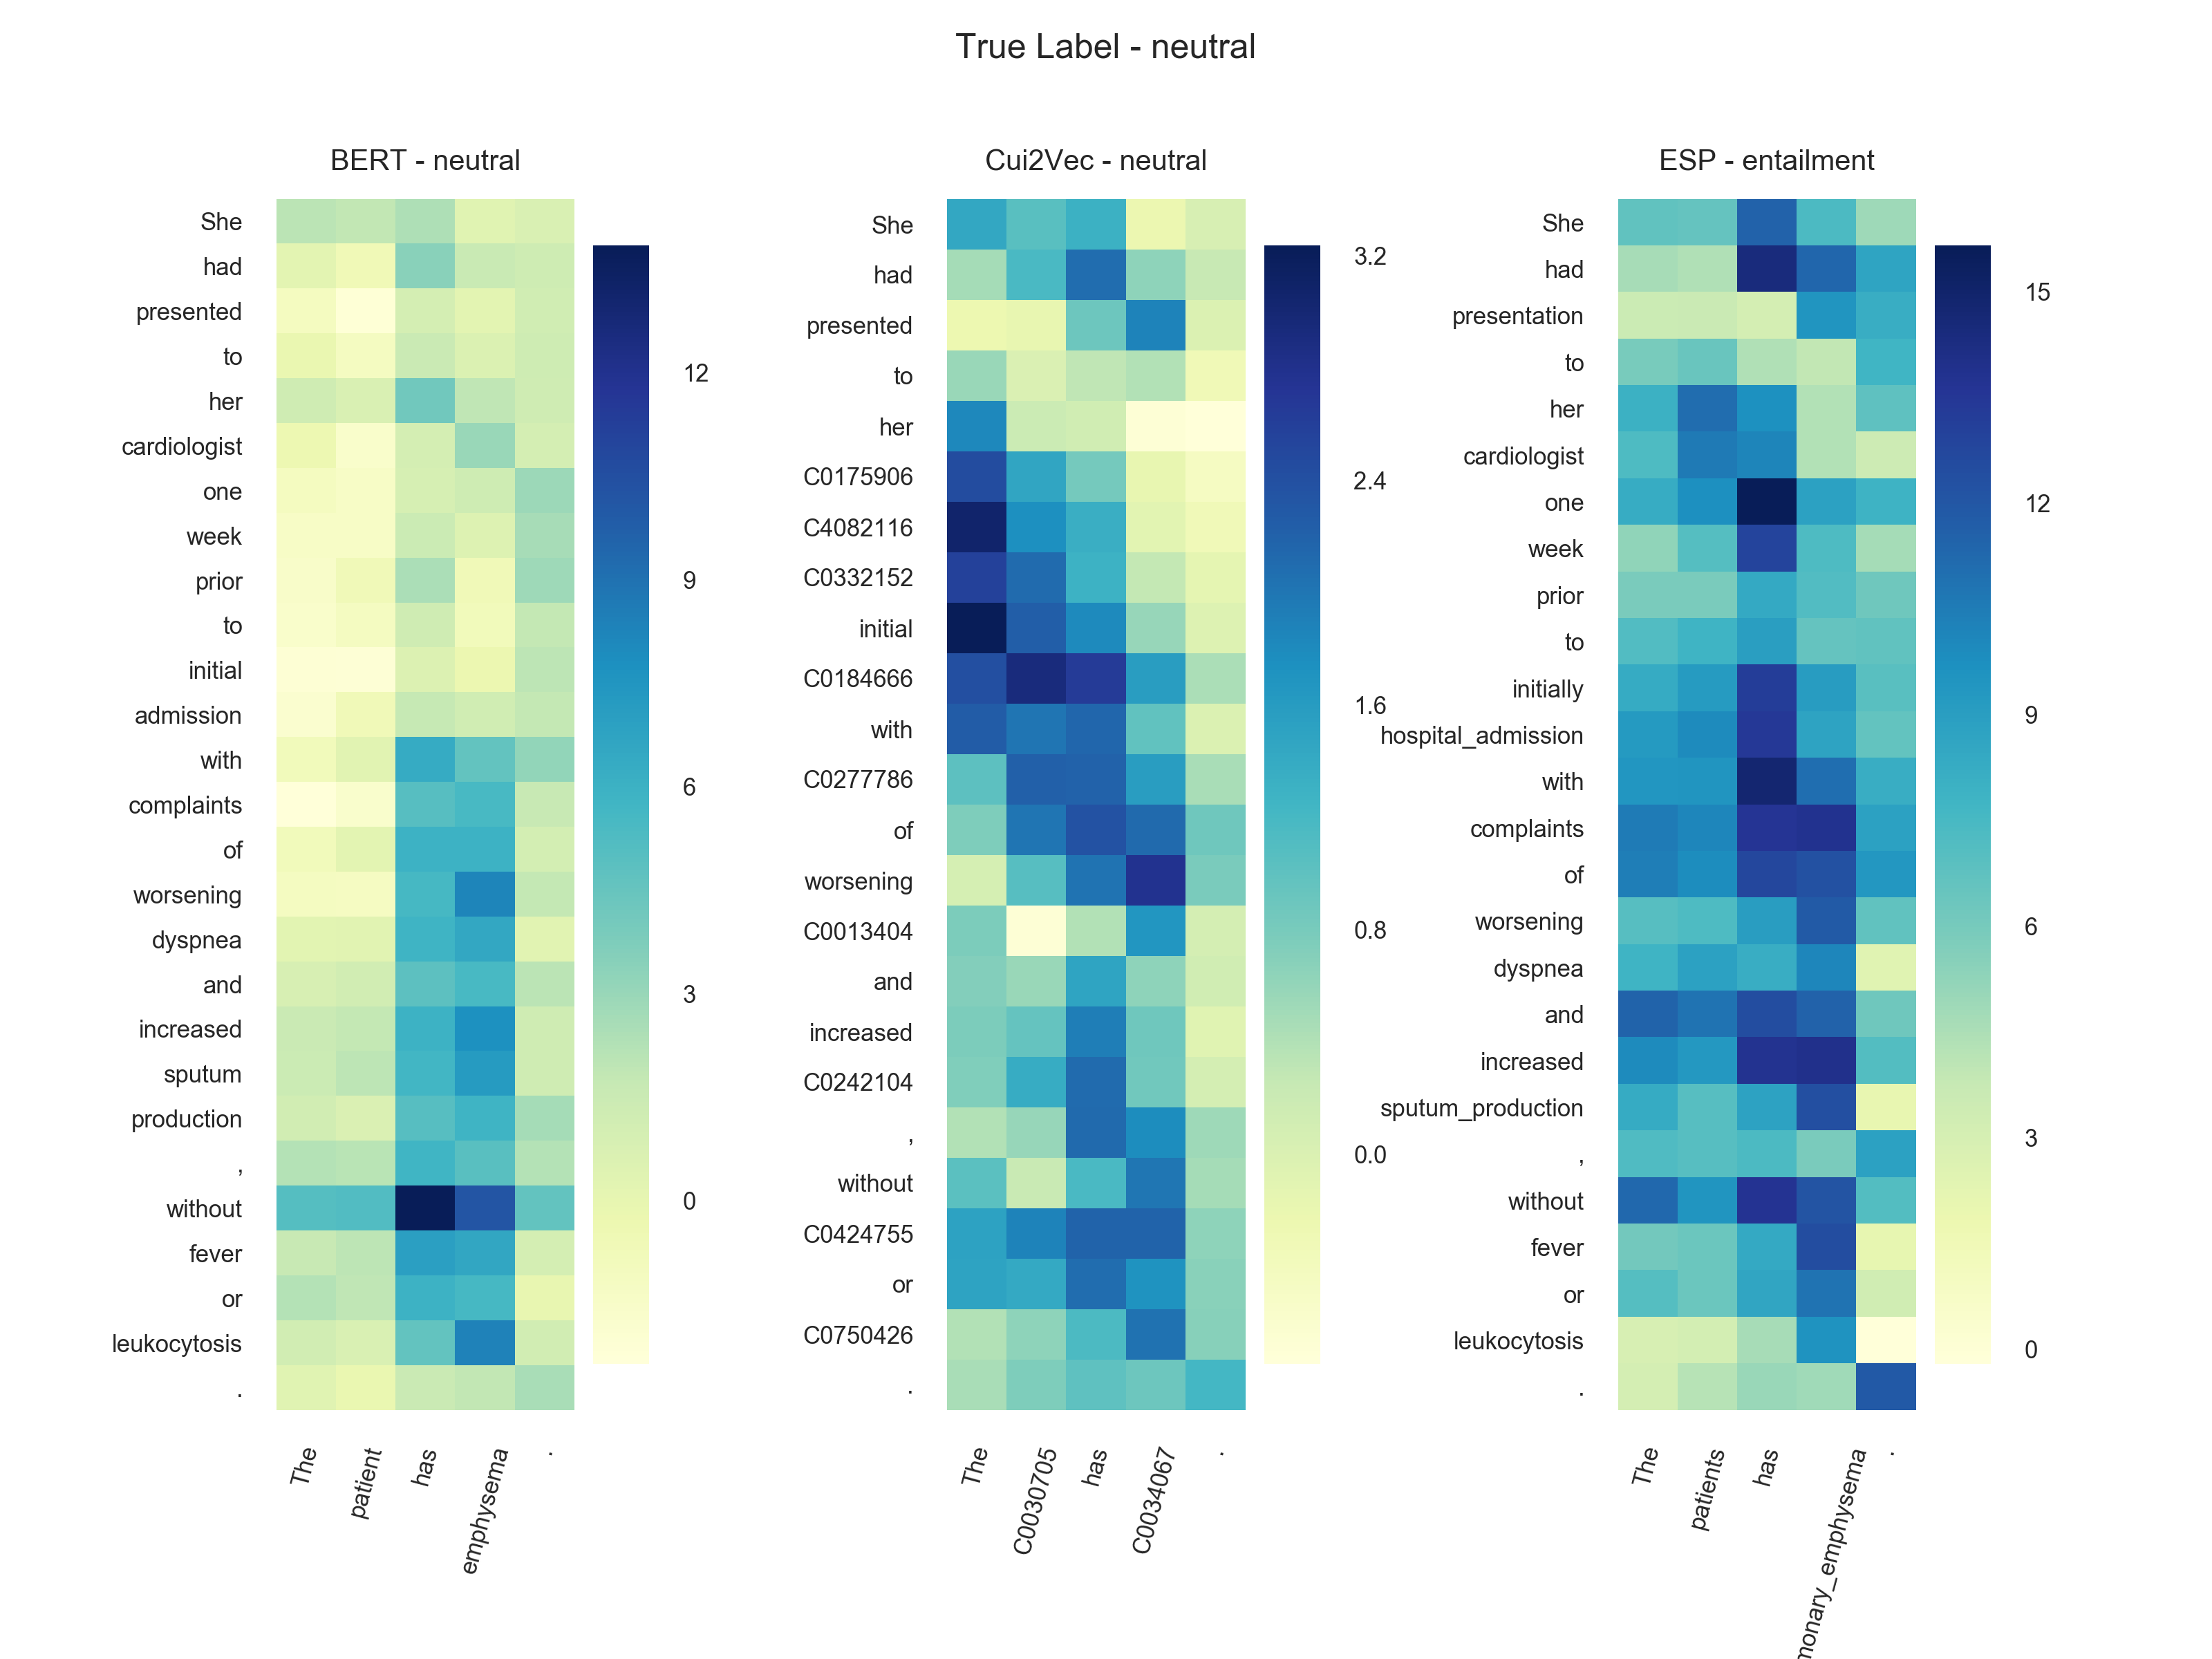 True Label - neutral
BERT - neutral
She
had
presented
to
her
cardiologist
one
week
prior
to
initial
admission
with
complaints
of
worsening
dyspnea
and
increased
sputum
production
,
without
fever
or
leukocytosis
.
The
patient
has
emphysema
.
12
9
6
3
0
Cui2Vec - neutral
She
had
presented
to
her
C0175906
C4082116
C0332152
initial
C0184666
with
C0277786
of
worsening
C0013404
and
increased
C0242104
,
without
C0424755
or
C0750426
.
The
C0030705
has
C0034067
.
3.2
2.4
1.6
0.8
0.0
ESP - entailment
She
had
presentation
to
her
cardiologist
one
week
prior
to
initially
hospital_admission
with
complaints
of
worsening
dyspnea
and
increased
sputum_production
,
without
fever
or
leukocytosis
.
The
patients
has
monary_emphysema
.
15
12
9
6
3
0